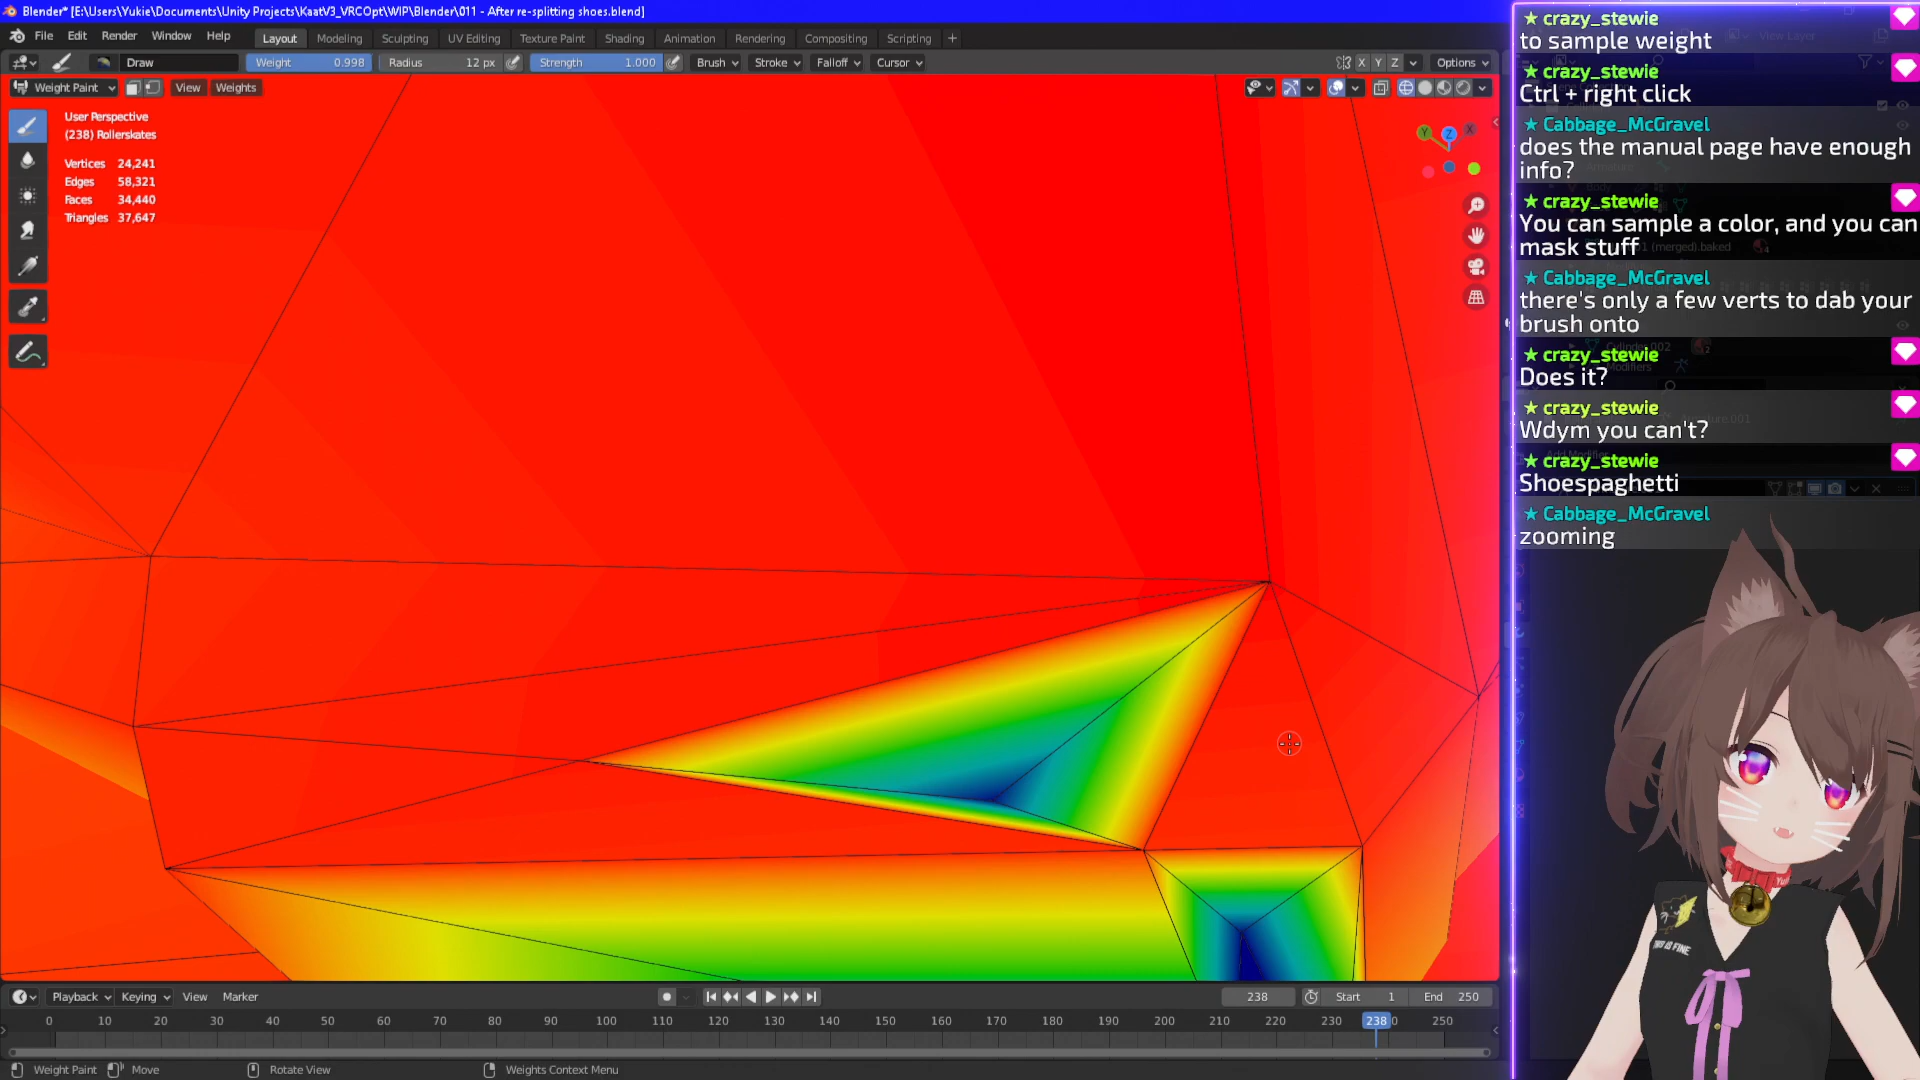 Blender* [E:\Users\Yukie\Documents\Unity Projects\KaatV3_VRCOpt\WIP\Blender\011 - After re-splitting shoes.blend]
File Edit Render Window Help Layout Modeling Sculpting UV Editing Texture Paint Shading Animation Rendering Compositing Scripting +
Draw Weight 0.998 Radius 12 px Strength 1.000 Brush Stroke Falloff Cursor X Y Z Options
Weight Paint View Weights
User Perspective
(238) Rollerskates
Vertices 24,241
Edges 58,321
Faces 34,440
Triangles 37,647
Y Z X
crazy_stewie
to sample weight
crazy_stewie
Ctrl + right click
Cabbage_McGravel
does the manual page have enough
info?
crazy_stewie
You can sample a color, and you can
mask stuff
(merged).baked
Cabbage_McGravel
there's only a few verts to dab your
brush onto
Cylinder.002
crazy_stewie
Does it?
Modifiers
crazy_stewie
Wdym you can't?
crazy_stewie
Shoespaghetti
Cabbage_McGravel
zooming
THIS IS FINE
Playback Keying View Marker 238 Start 1 End 250
0 10 20 30 40 50 60 70 80 90 100 110 120 130 140 150 160 170 180 190 200 210 220 230 238 250
Weight Paint Move Rotate View Weights Context Menu